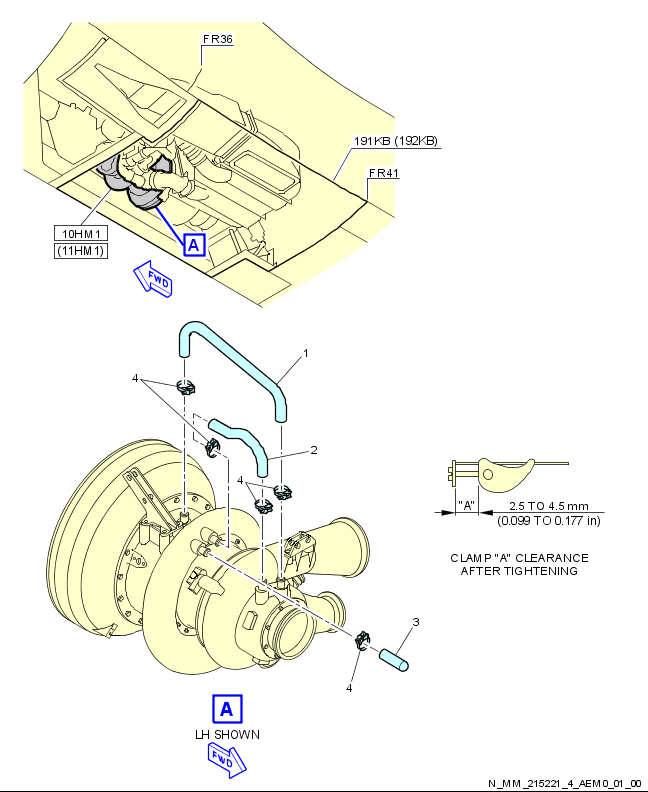 FR36
191KB (192KB)
FR41
10HM1
(11HM1)
A
FWD
1
4
2
4
"A"
2.5 TO 4.5 mm
(0.099 TO 0.177 in)
CLAMP "A" CLEARANCE
AFTER TIGHTENING
3
4
A
LH SHOWN
FWD
N_MM_215221_4_AEM0_01_00